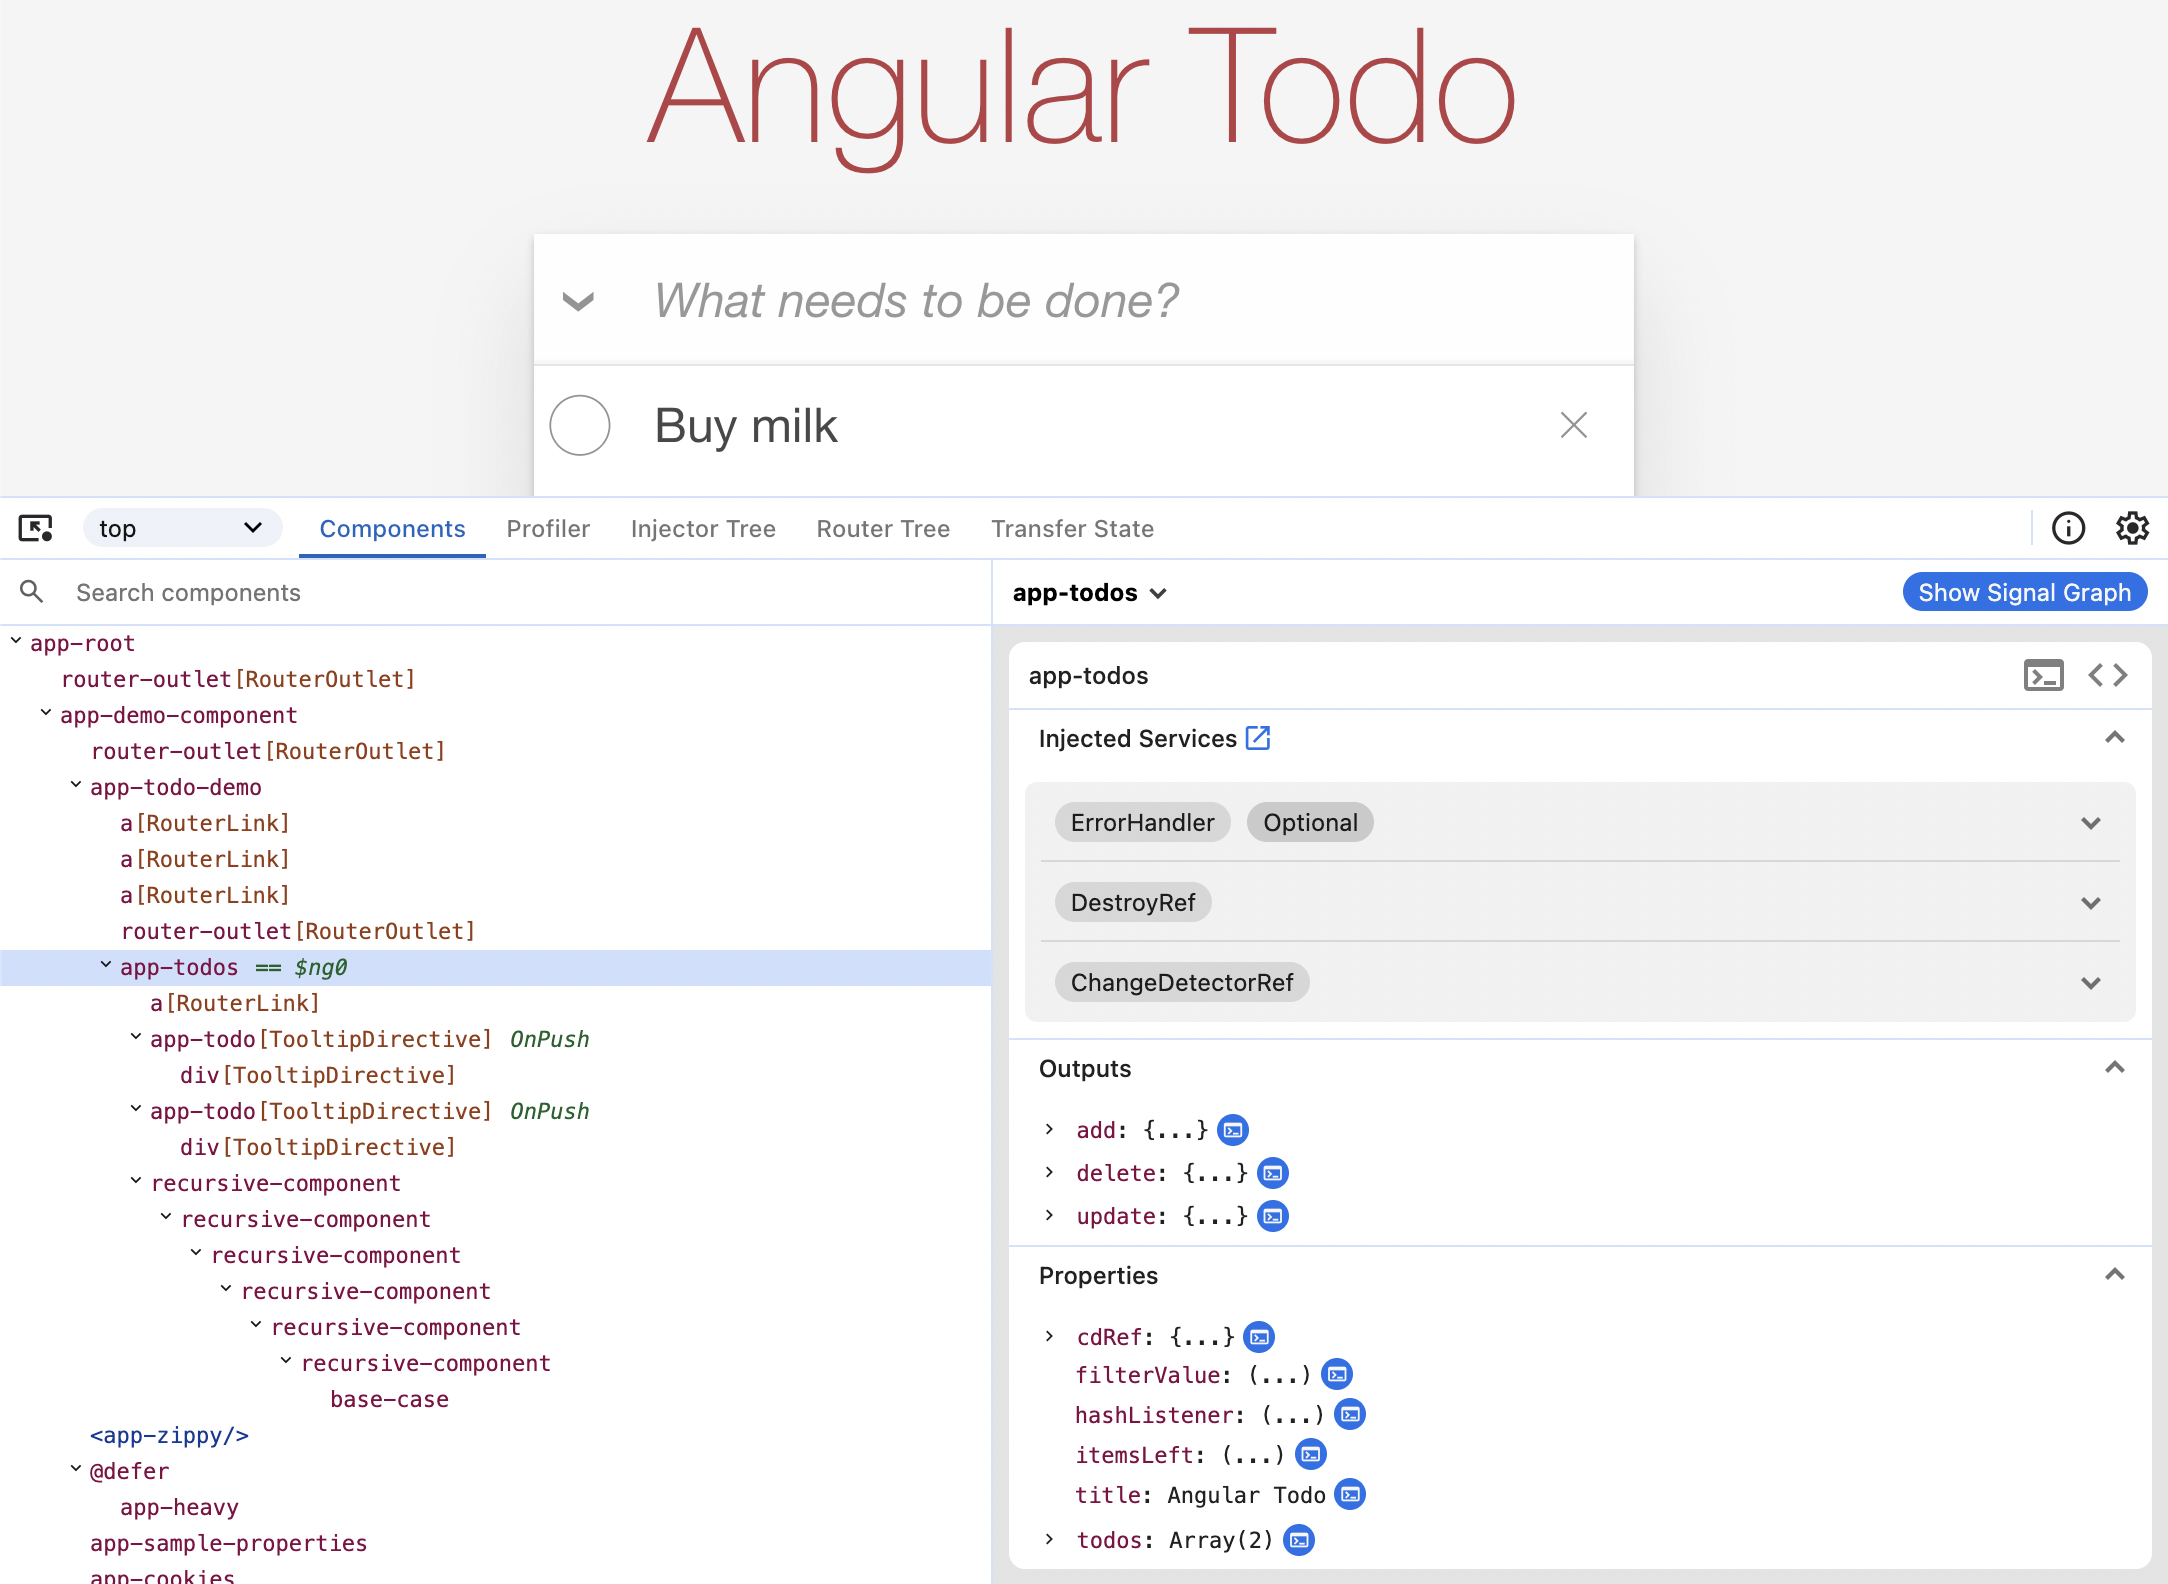 Angular Todo
What needs to be done?
Buy milk
top
Components
Profiler
Injector Tree
Router Tree
Transfer State
Search components
app-root
router-outlet[RouterOutlet]
app-demo-component
router-outlet[RouterOutlet]
app-todo-demo
a[RouterLink]
a[RouterLink]
a[RouterLink]
router-outlet[RouterOutlet]
app-todos == $ng0
a[RouterLink]
app-todo[TooltipDirective] OnPush
div[TooltipDirective]
app-todo[TooltipDirective] OnPush
div[TooltipDirective]
recursive-component
recursive-component
recursive-component
recursive-component
recursive-component
recursive-component
base-case
<app-zippy/>
@defer
app-heavy
app-sample-properties
app-cookies
app-todos
Show Signal Graph
app-todos
Injected Services
ErrorHandler Optional
DestroyRef
ChangeDetectorRef
Outputs
add: {...}
delete: {...}
update: {...}
Properties
cdRef: {...}
filterValue: (...)
hashListener: (...)
itemsLeft: (...)
title: Angular Todo
todos: Array(2)